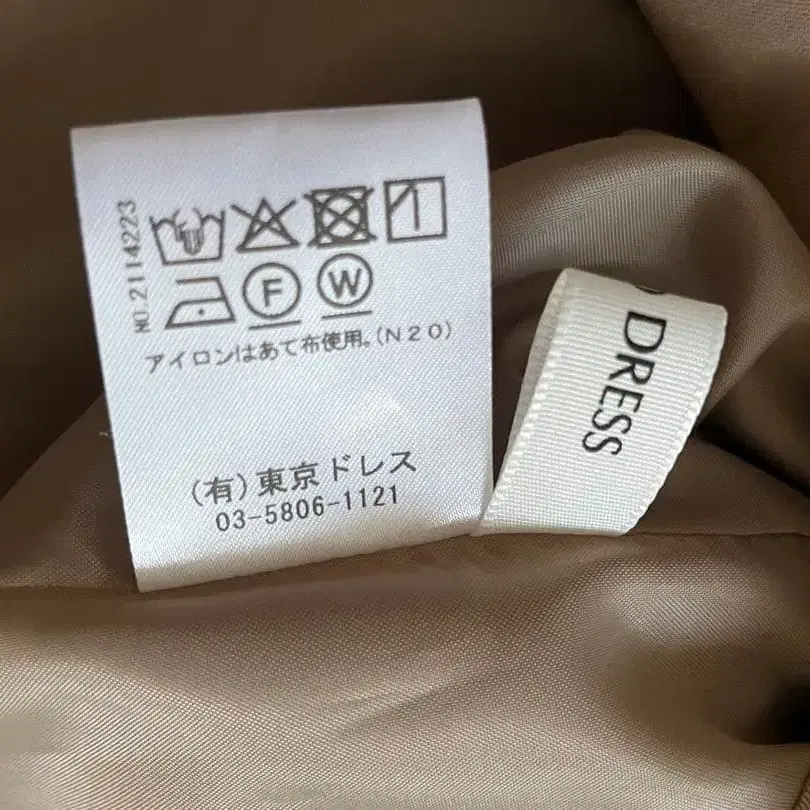 NO.2114223
F W
アイロンはあて布使用。(N20)
(有)東京ドレス
03-5806-1121
DRESS